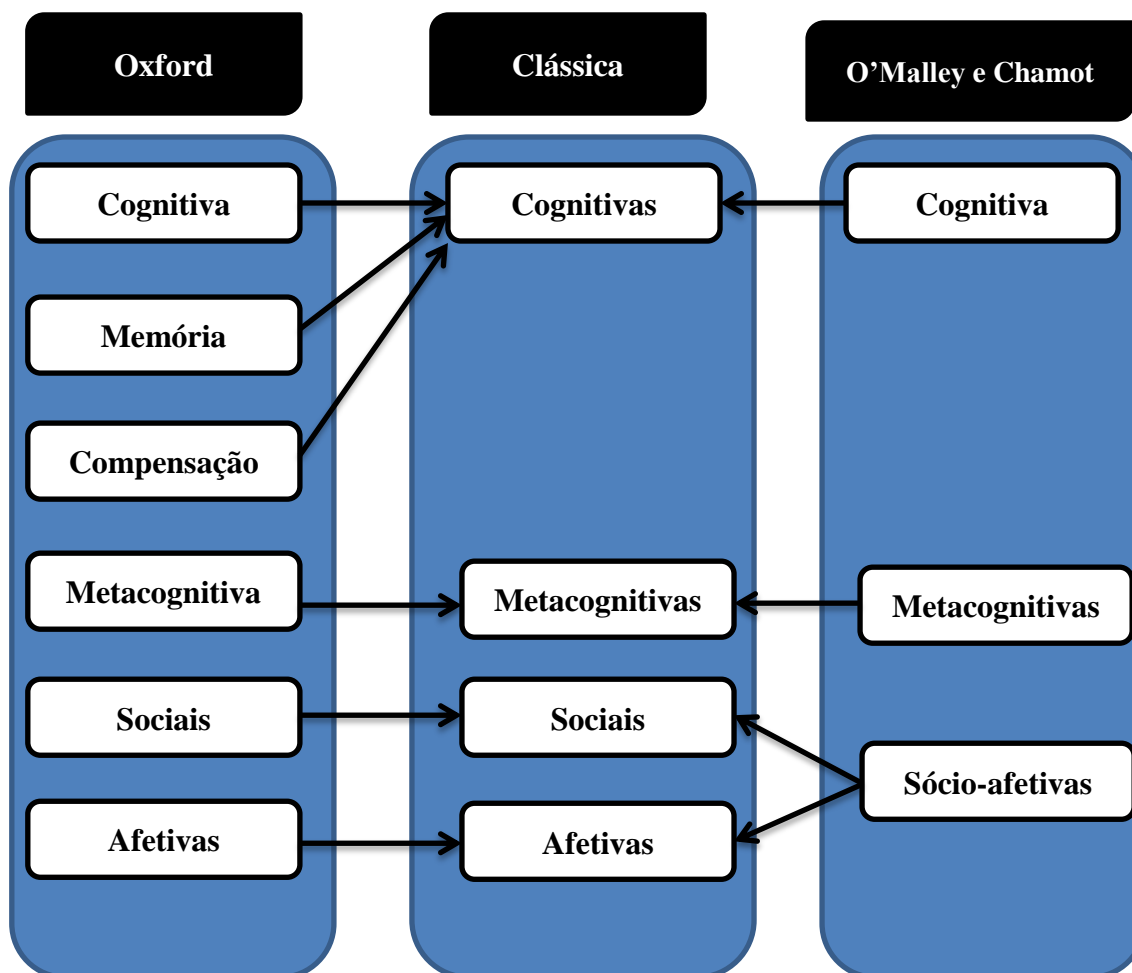 Oxford
Clássica
O’Malley e Chamot
Cognitiva
Cognitivas
Cognitiva
Memória
Compensação
Metacognitiva
Metacognitivas
Metacognitivas
Sociais
Sociais
Sócio-afetivas
Afetivas
Afetivas